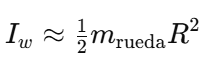 I_w ≈ ½ m_rueda R²